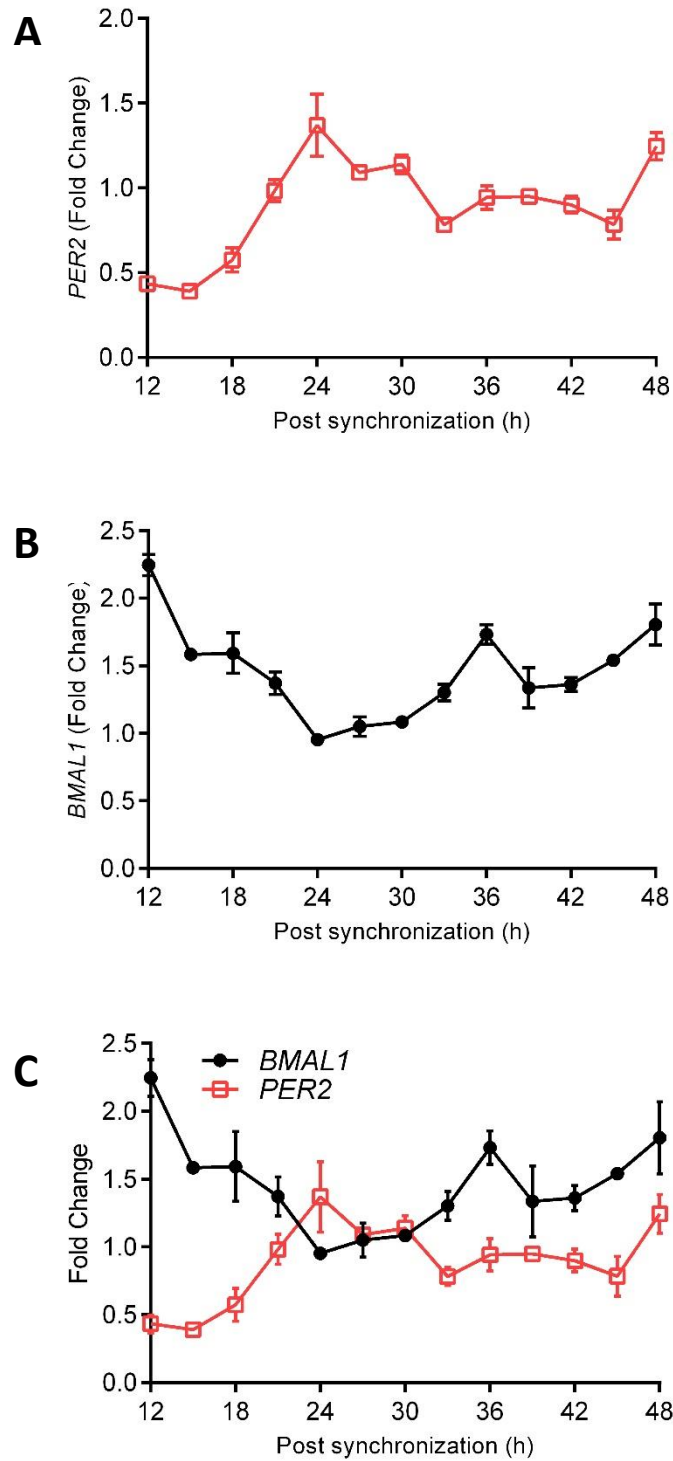 A
PER2 (Fold Change)
2.0
1.5
1.0
0.5
0.0
12 18 24 30 36 42 48
Post synchronization (h)
B
BMAL1 (Fold Change)
2.5
2.0
1.5
1.0
0.5
0.0
12 18 24 30 36 42 48
Post synchronization (h)
C
BMAL1
PER2
Fold Change
2.5
2.0
1.5
1.0
0.5
0.0
12 18 24 30 36 42 48
Post synchronization (h)